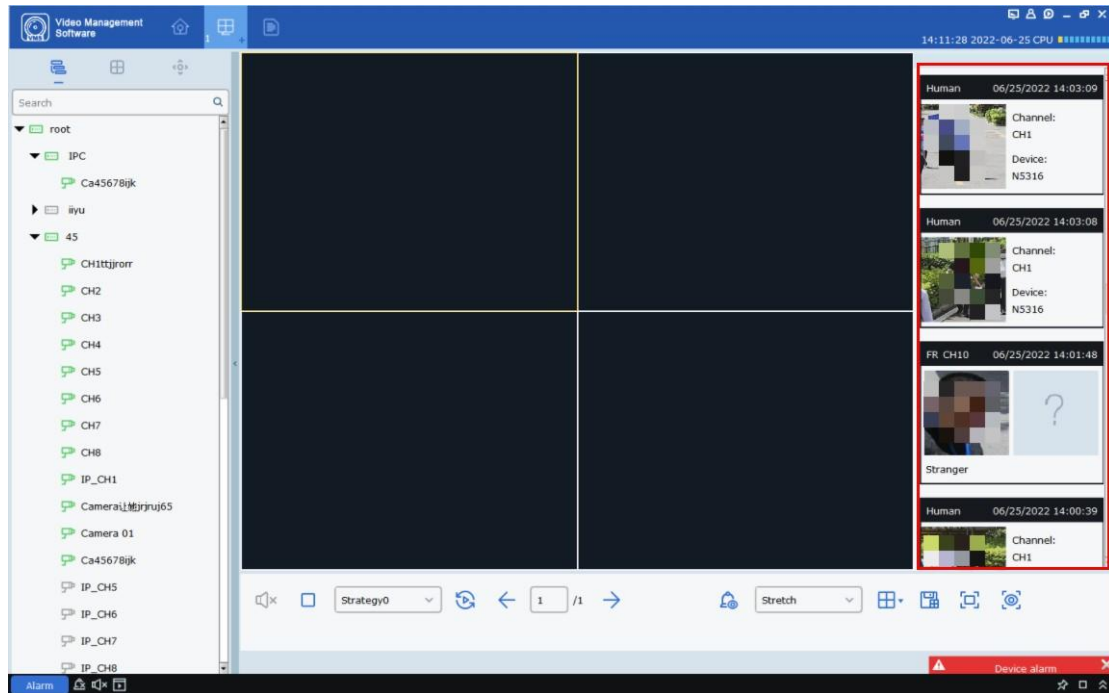 Video Management
Software
VMS
1
14:11:28 2022-06-25 CPU
Search
root
IPC
Ca45678ijk
iiyu
45
CH1ttjjrorr
CH2
CH3
CH4
CH5
CH6
CH7
CH8
IP_CH1
Camera
Camera 01
Ca45678ijk
IP_CH5
IP_CH6
IP_CH7
IP_CH8
Human 06/25/2022 14:03:09
Channel:
CH1
Device:
N5316
Human 06/25/2022 14:03:08
Channel:
CH1
Device:
N5316
FR CH10 06/25/2022 14:01:48
?
Stranger
Human 06/25/2022 14:00:39
Channel:
CH1
Strategy0
1 /1
Stretch
Device alarm
Alarm